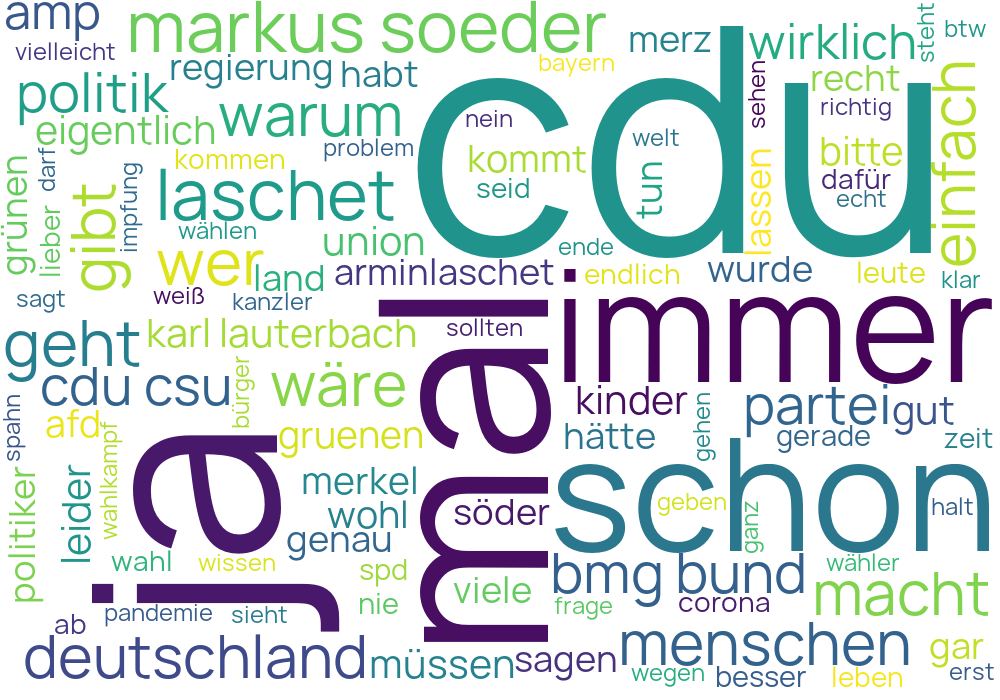 amp
markus soeder
merz
wirklich
steht
btw
vielleicht
regierung
habt
bayern
sehen
recht
politik
eigentlich
warum
cdu
nein
welt
richtig
einfach
problem
kommen
kommt
tun
bitte
dafür
grünen
darf
impfung
laschet
seid
lassen
echt
lieber
gibt
wählen
union
ende
wer
land
arminlaschet
endlich
wurde
leute
klar
sagt
weiß
kanzler
sollten
immer
geht
karl lauterbach
mal
cdu csu
bürger
wäre
kinder
partei
gut
spahn
afd
wahlkampf
gruenen
hätte
gehen
gerade
zeit
politiker
leider
ja
merkel
wohl
söder
schon
geben
ganz
halt
genau
wahl
wissen
spd
viele
bmg bund
wähler
nie
frage
corona
macht
pandemie
sieht
ab
deutschland
müssen
sagen
menschen
gar
wegen
besser
leben
erst